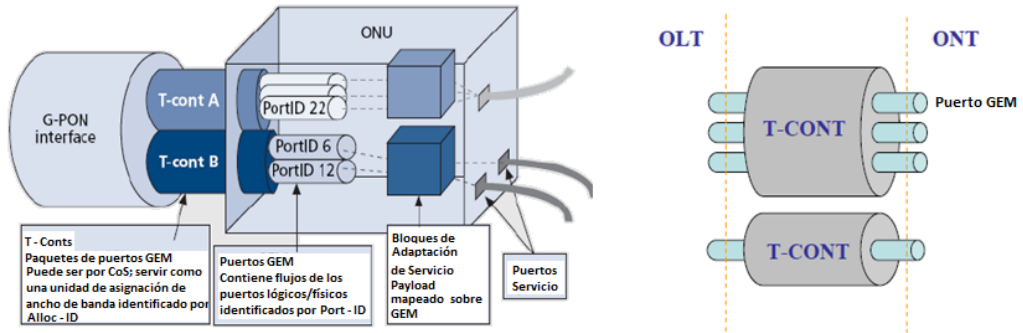 ONU
G-PON
interface
T-cont A
T-cont B
PortID 22
PortID 6
PortID 12
T - Conts
Paquetes de puertos GEM
Puede ser por CoS; servir como
una unidad de asignación de
ancho de banda identificado por
Alloc - ID
Puertos GEM
Contiene flujos de los
puertos lógicos/físicos
identificados por Port - ID
Bloques de
Adaptación
de Servicio
Payload
mapeado sobre
GEM
Puertos
Servicio
OLT
ONT
T-CONT
Puerto GEM
T-CONT